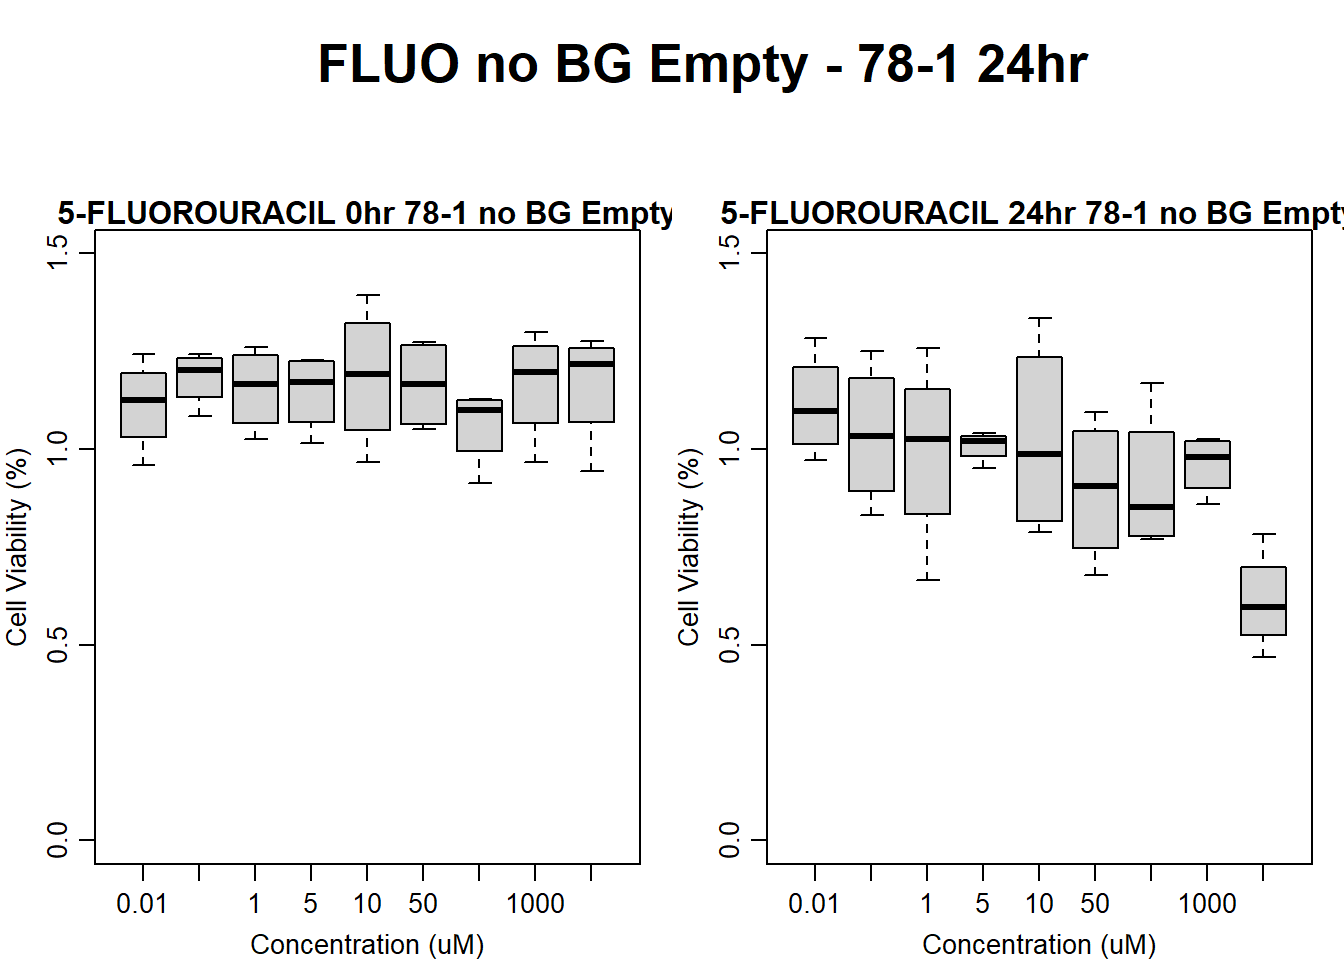 FLUO no BG Empty - 78-1 24hr
5-FLUOROURACIL 0hr 78-1 no BG Empty
1.5
1.0
0.5
0.0
Cell Viability (%)
0.01 1 5 10 50 1000
Concentration (uM)
5-FLUOROURACIL 24hr 78-1 no BG Empty
1.5
1.0
0.5
0.0
Cell Viability (%)
0.01 1 5 10 50 1000
Concentration (uM)